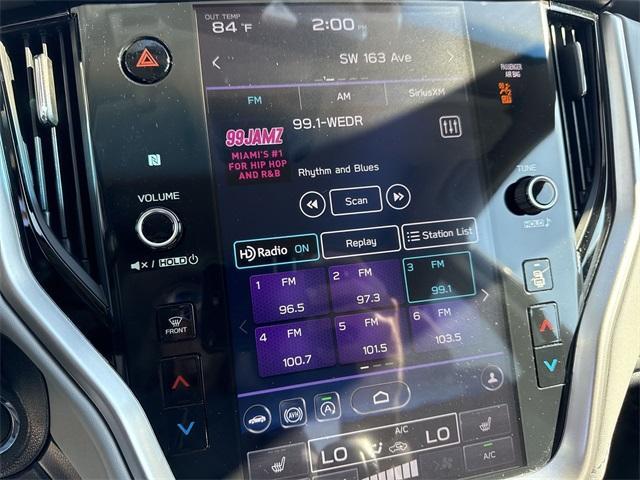 OUT TEMP
84 °F
2:00 PM
SW 163 Ave
PASSENGER
AIR BAG
FM
AM
SiriusXM
99.1-WEDR
99JAMZ
MIAMI'S #1
FOR HIP HOP
AND R&B
Rhythm and Blues
Scan
VOLUME
TUNE
HOLD
/ HOLD
HD Radio ON
Replay
Station List
1 FM
96.5
2 FM
97.3
3 FM
99.1
4 FM
100.7
5 FM
101.5
6 FM
103.5
FRONT
AVH
A
A/C
LO
LO
A/C